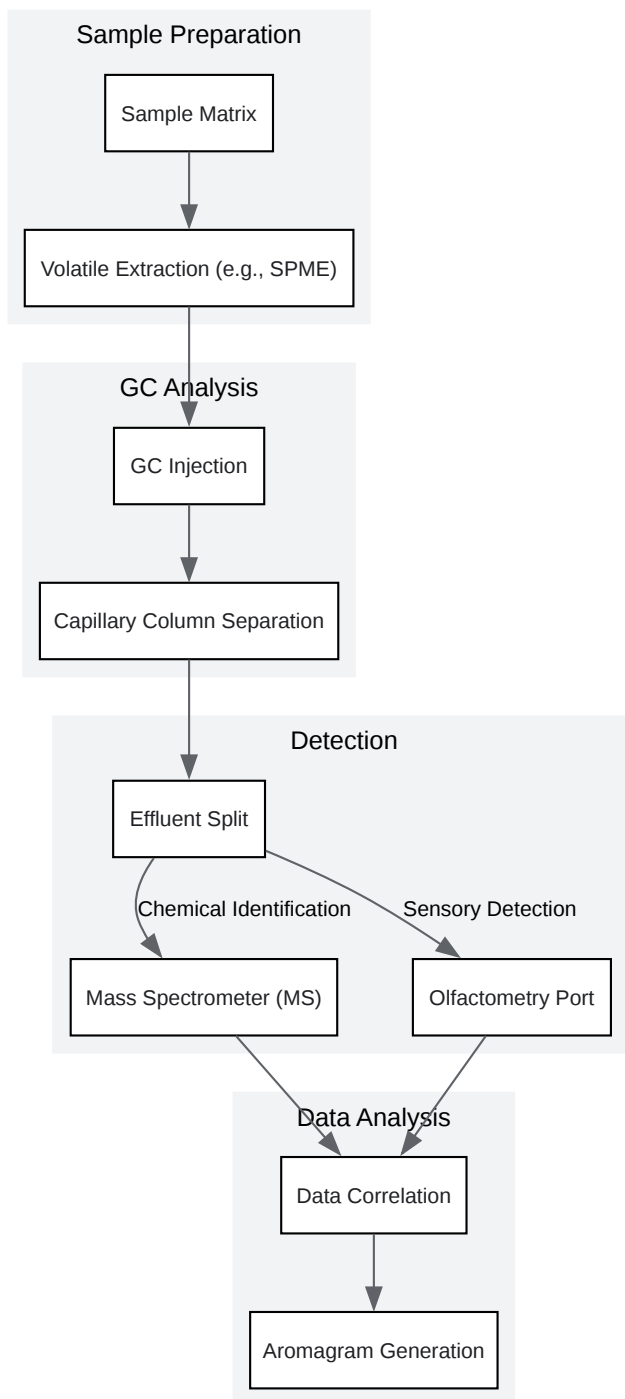 Sample Preparation
Sample Matrix
Volatile Extraction (e.g., SPME)
GC Analysis
GC Injection
Capillary Column Separation
Detection
Effluent Split
Chemical Identification
Sensory Detection
Mass Spectrometer (MS)
Olfactometry Port
Data Analysis
Data Correlation
Aromagram Generation